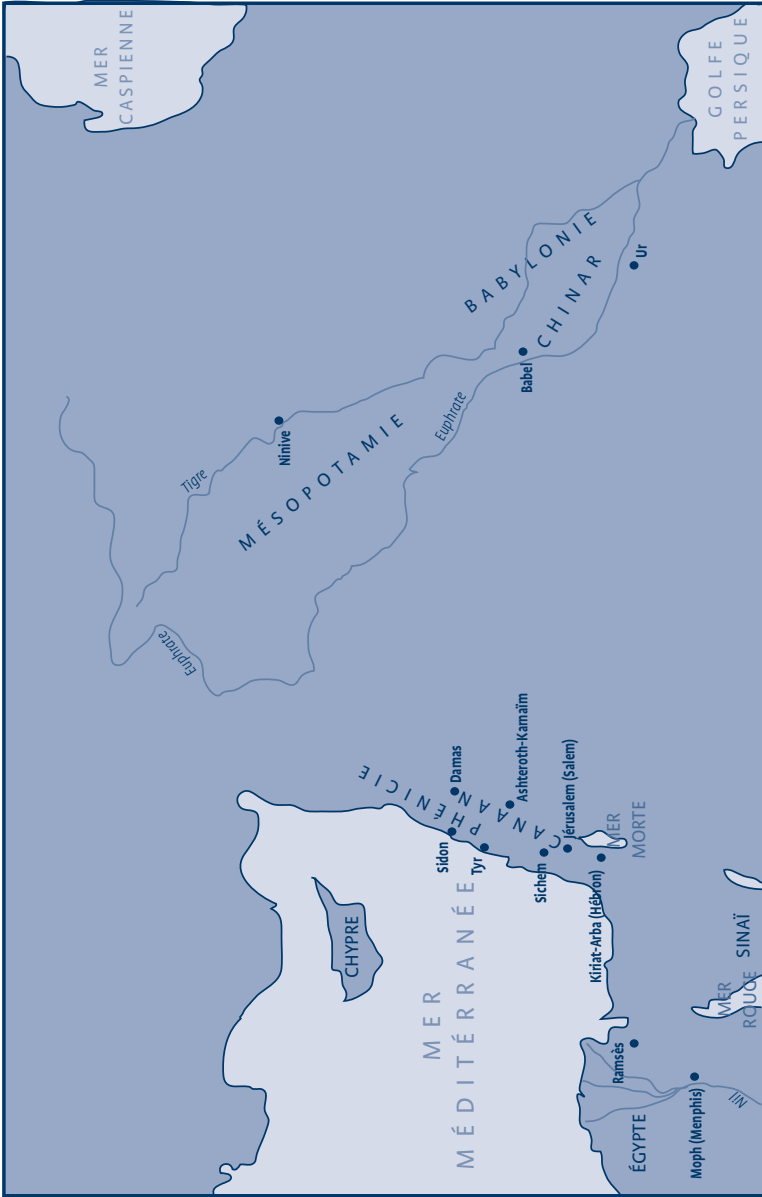 MER
CASPIENNE
GOLFE
PERSIQUE
Tigre
Ninive
MÉSOPOTAMIE
Euphrate
BABYLONIE
CHINAR
Babel
Ur
Euphrate
PHÉNICIE
CANAAN
Damas
Ashteroth-Karnaïm
Sidon
Tyr
Sichem
Jérusalem (Salem)
Kiriat-Arba (Hébron)
MER
MORTE
CHYPRE
MER
MÉDITÉRRANÉE
MER
ROUGE
SINAÏ
Ramsès
ÉGYPTE
Moph (Menphis)
Nil